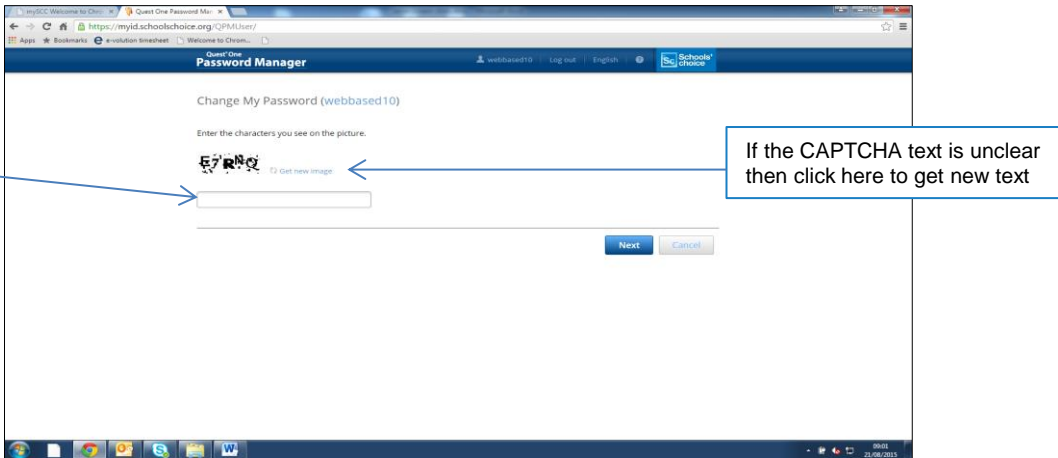 mySCC Welcome to Chro
Quest One Password Man
https://myid.schoolschoice.org/QPMUser/
Apps
Bookmarks
e-volution timesheet
Welcome to Chrom...
Quest® One
Password Manager
webbased10
Log out
English
Sc Schools' choice
Change My Password (webbased10)
Enter the characters you see on the picture.
E7RNQ
Get new image
If the CAPTCHA text is unclear
then click here to get new text
Next
Cancel
09:01
21/08/2015